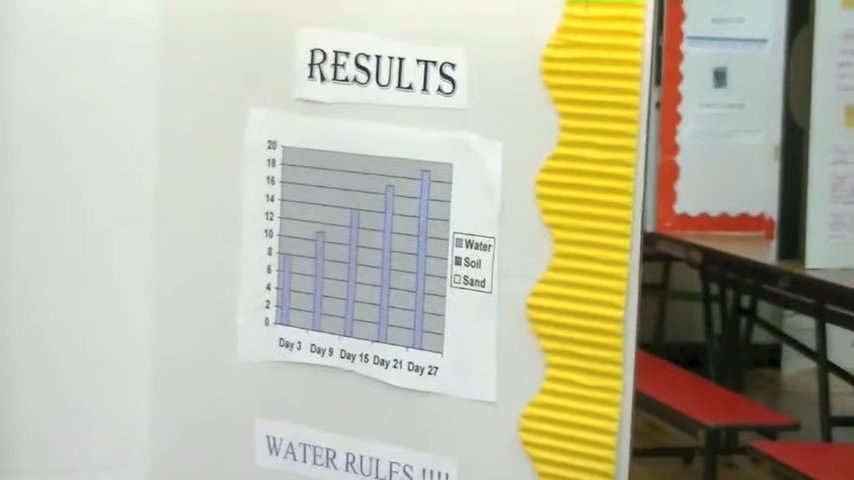 RESULTS
20
18
16
14
12
10
8
6
4
2
0
Water
Soil
Sand
Day 3 Day 9 Day 15 Day 21 Day 27
WATER RULES !!!!